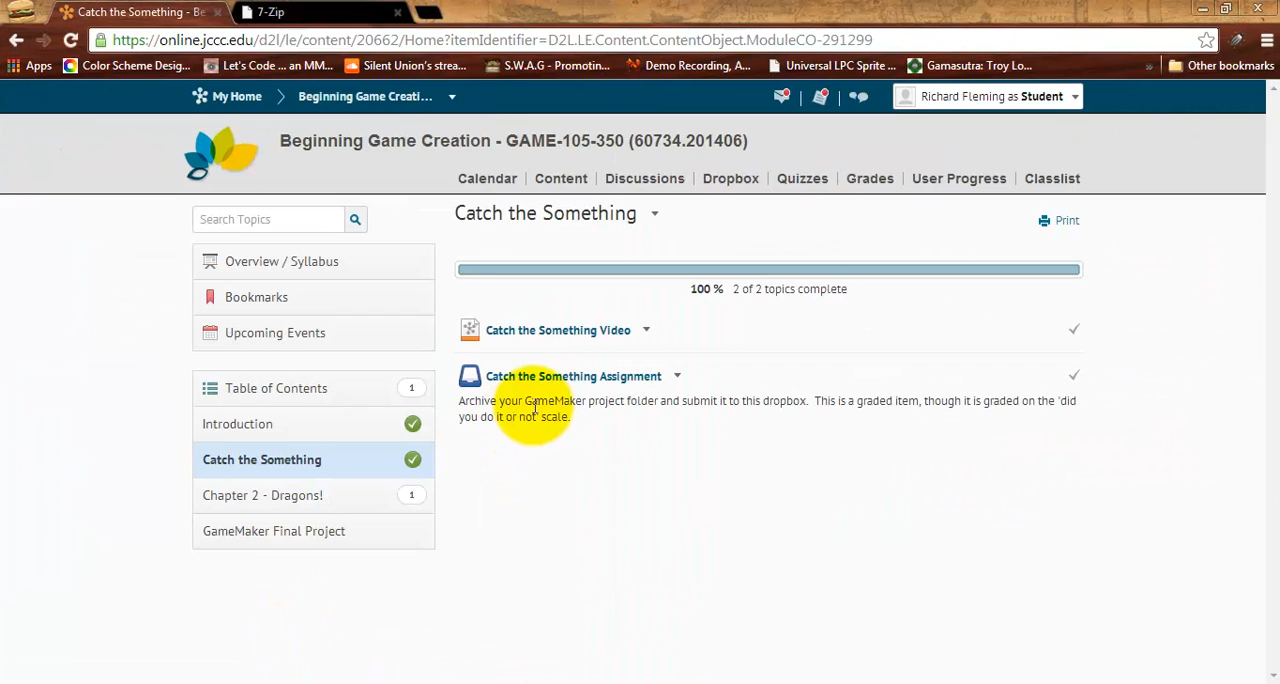 Catch the Something - Be
7-Zip
https://online.jccc.edu/d2l/le/content/20662/Home?itemIdentifier=D2L.LE.Content.ContentObject.ModuleCO-291299
Apps Color Scheme Desig... Let's Code ... an MM... Silent Union's strea... S.W.A.G - Promotin... Demo Recording, A... Universal LPC Sprite ... Gamasutra: Troy Lo... » Other bookmarks
My Home Beginning Game Creati... Richard Fleming as Student
Beginning Game Creation - GAME-105-350 (60734.201406)
Calendar | Content | Discussions | Dropbox | Quizzes | Grades | User Progress | Classlist
Search Topics
Overview / Syllabus
Bookmarks
Upcoming Events
Table of Contents 1
Introduction
Catch the Something
Chapter 2 - Dragons! 1
GameMaker Final Project
Catch the Something
Print
100 % 2 of 2 topics complete
Catch the Something Video
Catch the Something Assignment
Archive your GameMaker project folder and submit it to this dropbox. This is a graded item, though it is graded on the 'did
you do it or not' scale.